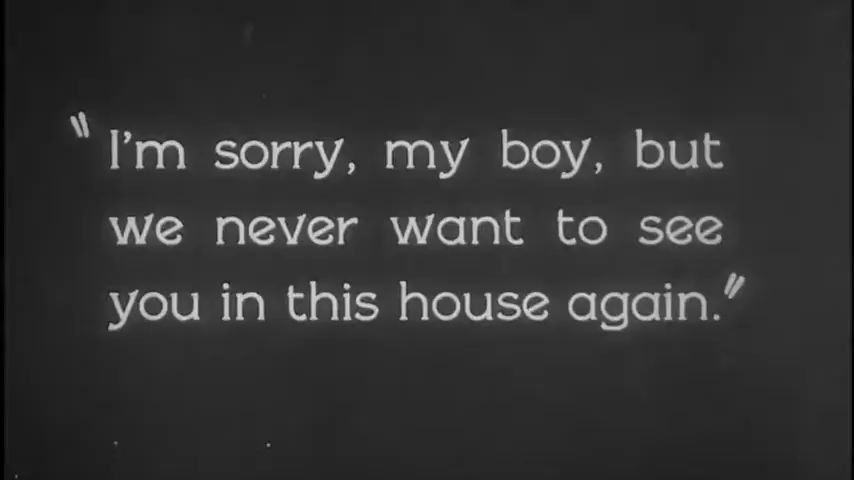 "I'm sorry, my boy, but
we never want to see
you in this house again."